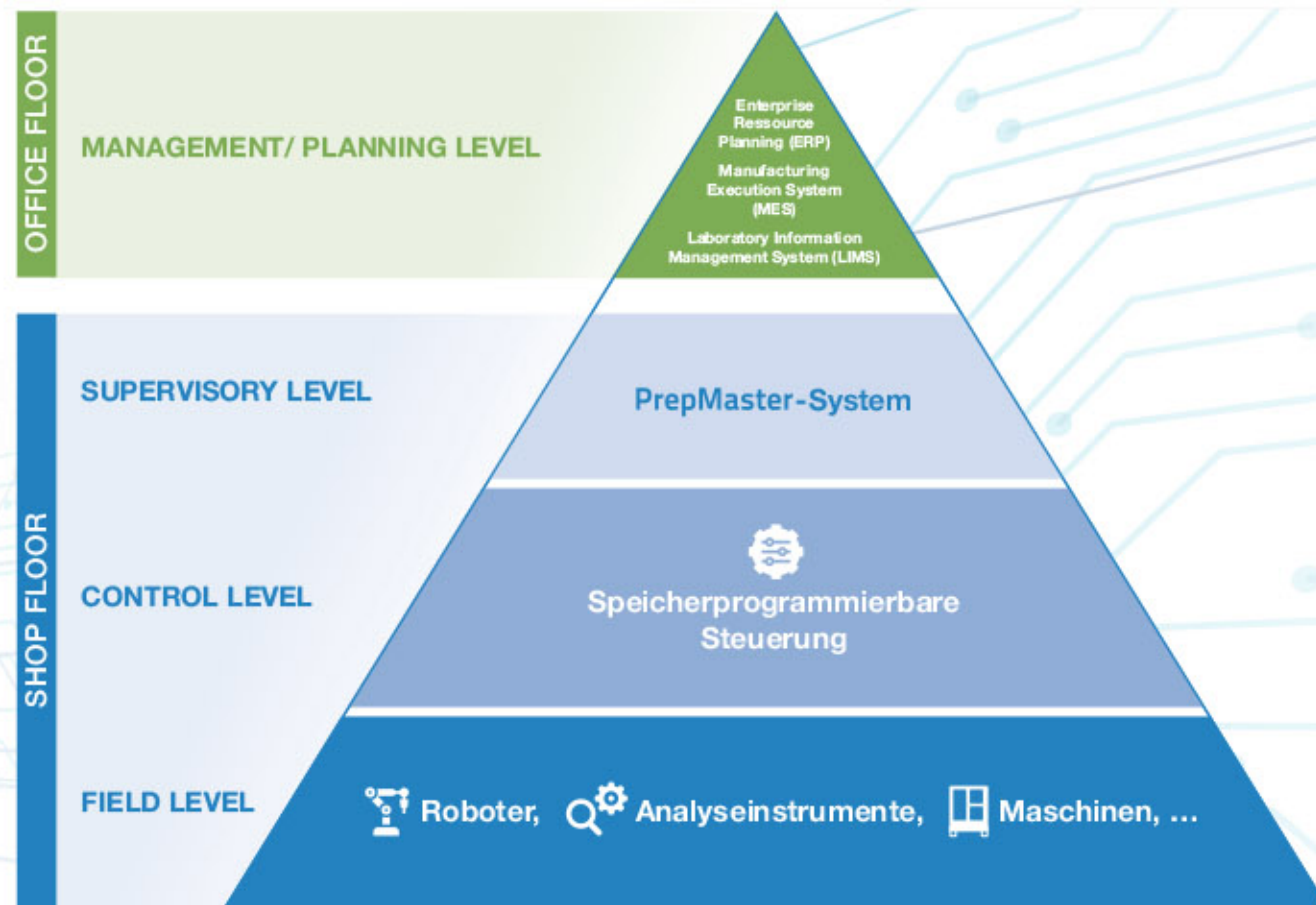 OFFICE FLOOR
MANAGEMENT/ PLANNING LEVEL
Enterprise
Ressource
Planning (ERP)
Manufacturing
Execution System
(MES)
Laboratory Information
Management System (LIMS)
SHOP FLOOR
SUPERVISORY LEVEL
PrepMaster-System
CONTROL LEVEL
Speicherprogrammierbare
Steuerung
FIELD LEVEL
Roboter, Analyseinstrumente, Maschinen, ...